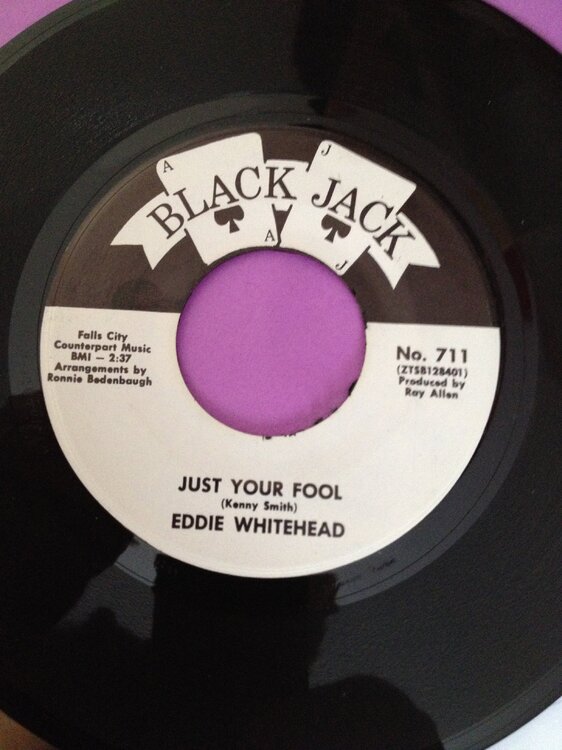 A
J
BLACK JACK
A
J
Falls City
Counterpart Music
BMI — 2:37
Arrangements by
Ronnie Bedenbaugh
No. 711
(ZTSB128401)
Produced by
Ray Allen
JUST YOUR FOOL
(Kenny Smith)
EDDIE WHITEHEAD